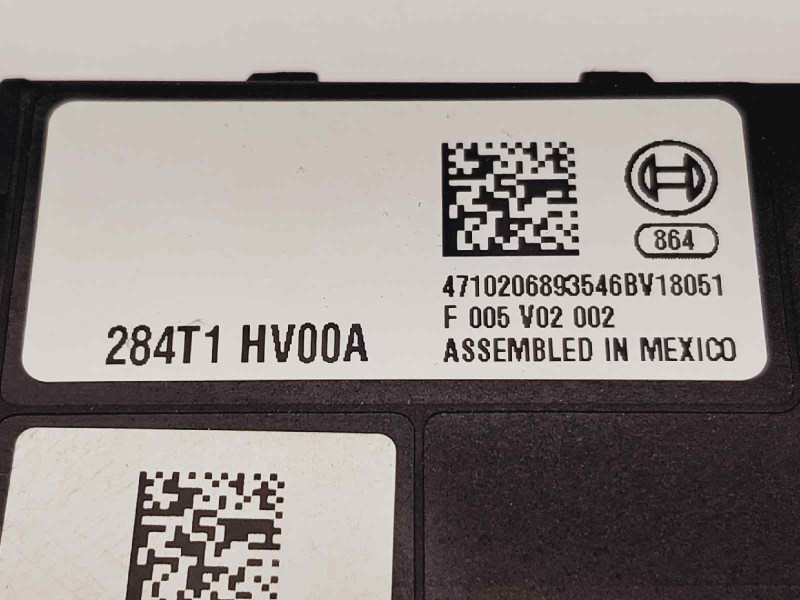 864
4710206893546BV18051
F 005 V02 002
284T1 HV00A
ASSEMBLED IN MEXICO